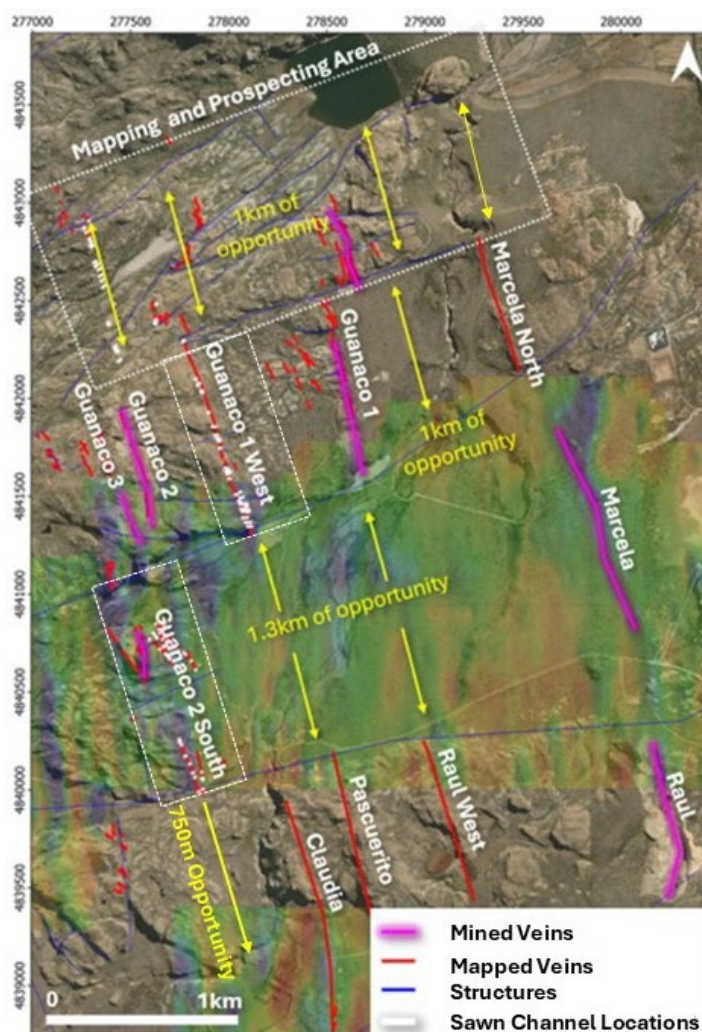 277000 277500 278000 278500 279000 279500 280000
4843500
4843000
4842500
4842000
4841500
4841000
4840500
4840000
4839500
4839000
Mapping and Prospecting Area
1km of
opportunity
Marcela North
Guanaco 1
Guanaco 1 West
Guanaco 2
Guanaco 3
1km of
opportunity
Marcela
1.3km of opportunity
Guanaco 2 South
Raul
Raul West
Pascuerito
Claudia
750m Opportunity
Mined Veins
Mapped Veins
Structures
Sawn Channel Locations
0 1km